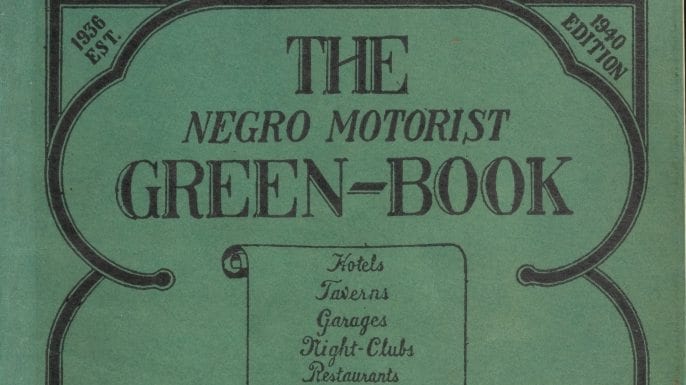 1936
EST.
1940
EDITION
THE
NEGRO MOTORIST
GREEN-BOOK
Hotels
Taverns
Garages
Night-Clubs
Restaurants